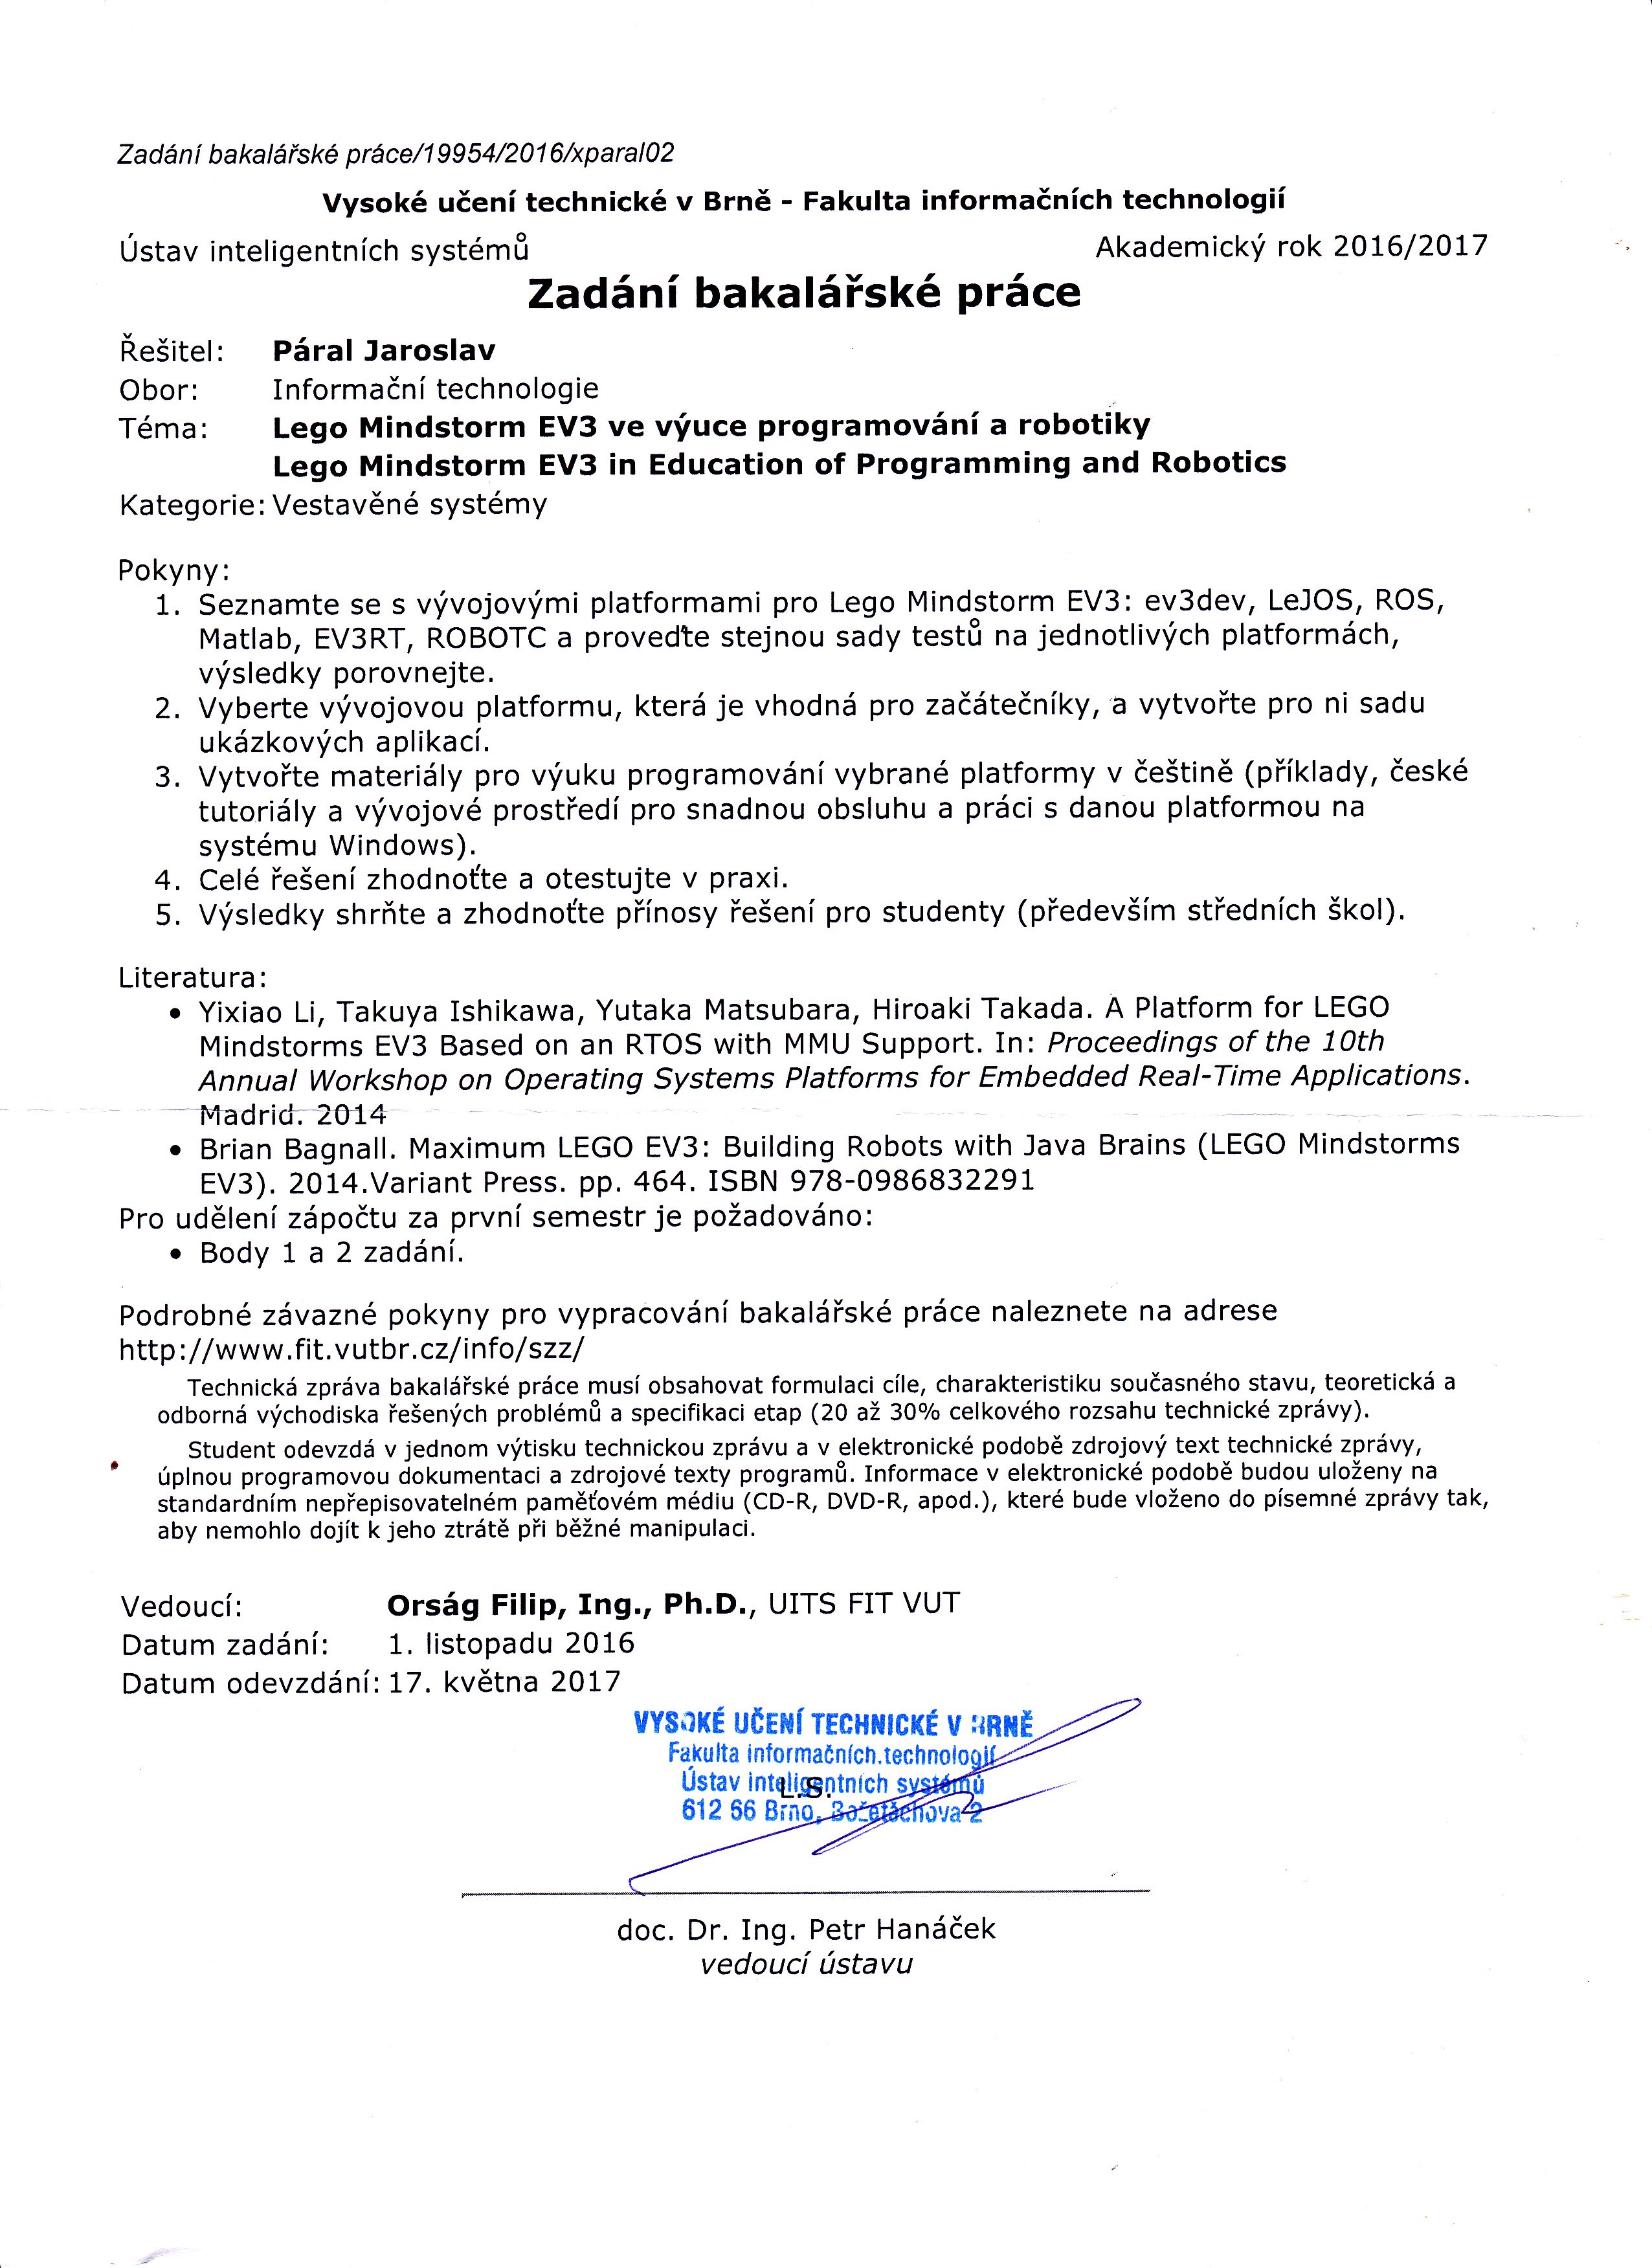 Zadání bakalářské práce/19954/2016/xparal02
Vysoké učení technické v Brně - Fakulta informačních technologií
Ústav inteligentních systémů Akademický rok 2016/2017
Zadání bakalářské práce
Řešitel: Páral Jaroslav
Obor: Informační technologie
Téma: Lego Mindstorm EV3 ve výuce programování a robotiky
Lego Mindstorm EV3 in Education of Programming and Robotics
Kategorie: Vestavěné systémy
Pokyny:
1. Seznamte se s vývojovými platformami pro Lego Mindstorm EV3: ev3dev, LeJOS, ROS,
Matlab, EV3RT, ROBOTC a proveďte stejnou sady testů na jednotlivých platformách,
výsledky porovnejte.
2. Vyberte vývojovou platformu, která je vhodná pro začátečníky, a vytvořte pro ni sadu
ukázkových aplikací.
3. Vytvořte materiály pro výuku programování vybrané platformy v češtině (příklady, české
tutoriály a vývojové prostředí pro snadnou obsluhu a práci s danou platformou na
systému Windows).
4. Celé řešení zhodnoťte a otestujte v praxi.
5. Výsledky shrňte a zhodnoťte přínosy řešení pro studenty (především středních škol).
Literatura:
• Yixiao Li, Takuya Ishikawa, Yutaka Matsubara, Hiroaki Takada. A Platform for LEGO
Mindstorms EV3 Based on an RTOS with MMU Support. In: Proceedings of the 10th
Annual Workshop on Operating Systems Platforms for Embedded Real-Time Applications.
Madrid. 2014
• Brian Bagnall. Maximum LEGO EV3: Building Robots with Java Brains (LEGO Mindstorms
EV3). 2014.Variant Press. pp. 464. ISBN 978-0986832291
Pro udělení zápočtu za první semestr je požadováno:
• Body 1 a 2 zadání.
Podrobné závazné pokyny pro vypracování bakalářské práce naleznete na adrese
http://www.fit.vutbr.cz/info/szz/
Technická zpráva bakalářské práce musí obsahovat formulaci cíle, charakteristiku současného stavu, teoretická a
odborná východiska řešených problémů a specifikaci etap (20 až 30% celkového rozsahu technické zprávy).
Student odevzdá v jednom výtisku technickou zprávu a v elektronické podobě zdrojový text technické zprávy,
úplnou programovou dokumentaci a zdrojové texty programů. Informace v elektronické podobě budou uloženy na
standardním nepřepisovatelném paměťovém médiu (CD-R, DVD-R, apod.), které bude vloženo do písemné zprávy tak,
aby nemohlo dojít k jeho ztrátě při běžné manipulaci.
Vedoucí: Orság Filip, Ing., Ph.D., UITS FIT VUT
Datum zadání: 1. listopadu 2016
Datum odevzdání: 17. května 2017
VYSOKÉ UČENÍ TECHNICKÉ V BRNĚ
Fakulta informačních technologií
Ústav inteligentních systémů
L.S.
612 66 Brno, Božetěchova 2
doc. Dr. Ing. Petr Hanáček
vedoucí ústavu